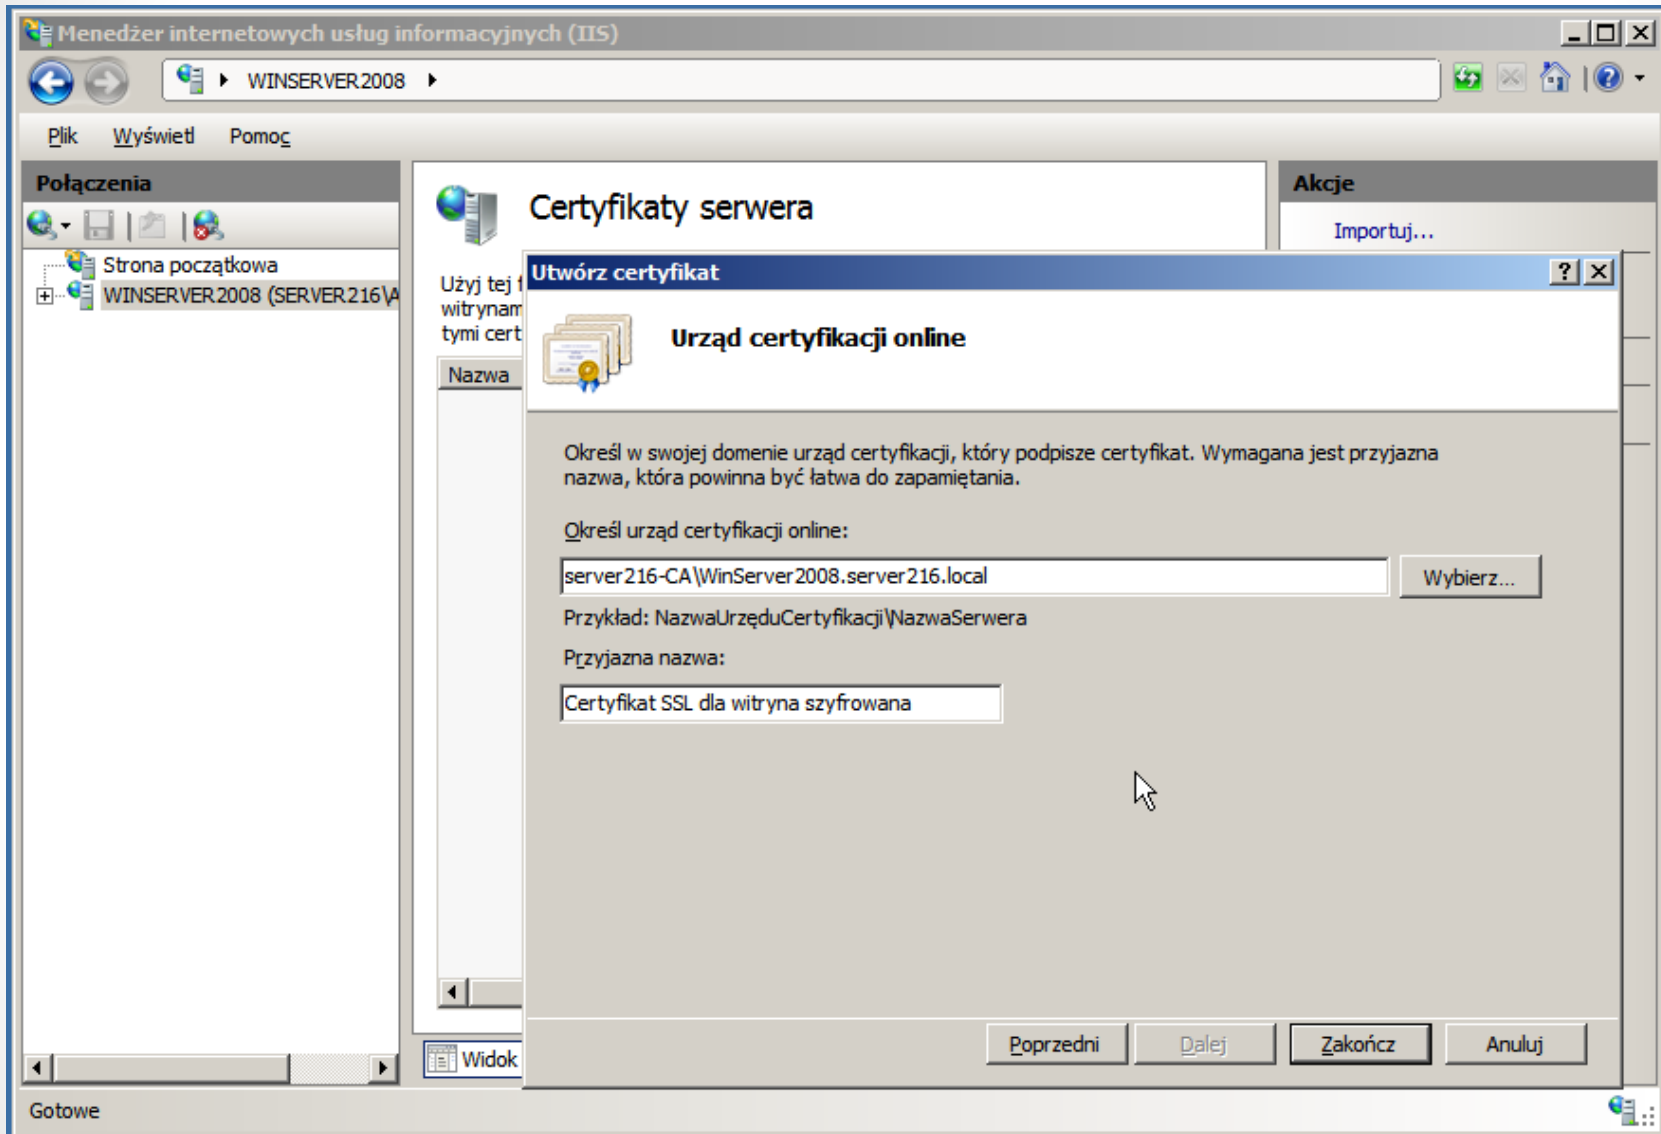 Menedżer internetowych usług informacyjnych (IIS)
WINSERVER2008
Plik Wyświetl Pomoc
Połączenia
Strona początkowa
WINSERVER2008 (SERVER216\A
Certyfikaty serwera
Użyj tej
witrynam
tymi cert
Nazwa
Widok
Akcje
Importuj...
Utwórz certyfikat
Urząd certyfikacji online
Określ w swojej domenie urząd certyfikacji, który podpisze certyfikat. Wymagana jest przyjazna
nazwa, która powinna być łatwa do zapamiętania.
Określ urząd certyfikacji online:
server216-CA\WinServer2008.server216.local
Wybierz...
Przykład: NazwaUrzęduCertyfikacji\NazwaSerwera
Przyjazna nazwa:
Certyfikat SSL dla witryna szyfrowana
Poprzedni Dalej Zakończ Anuluj
Gotowe